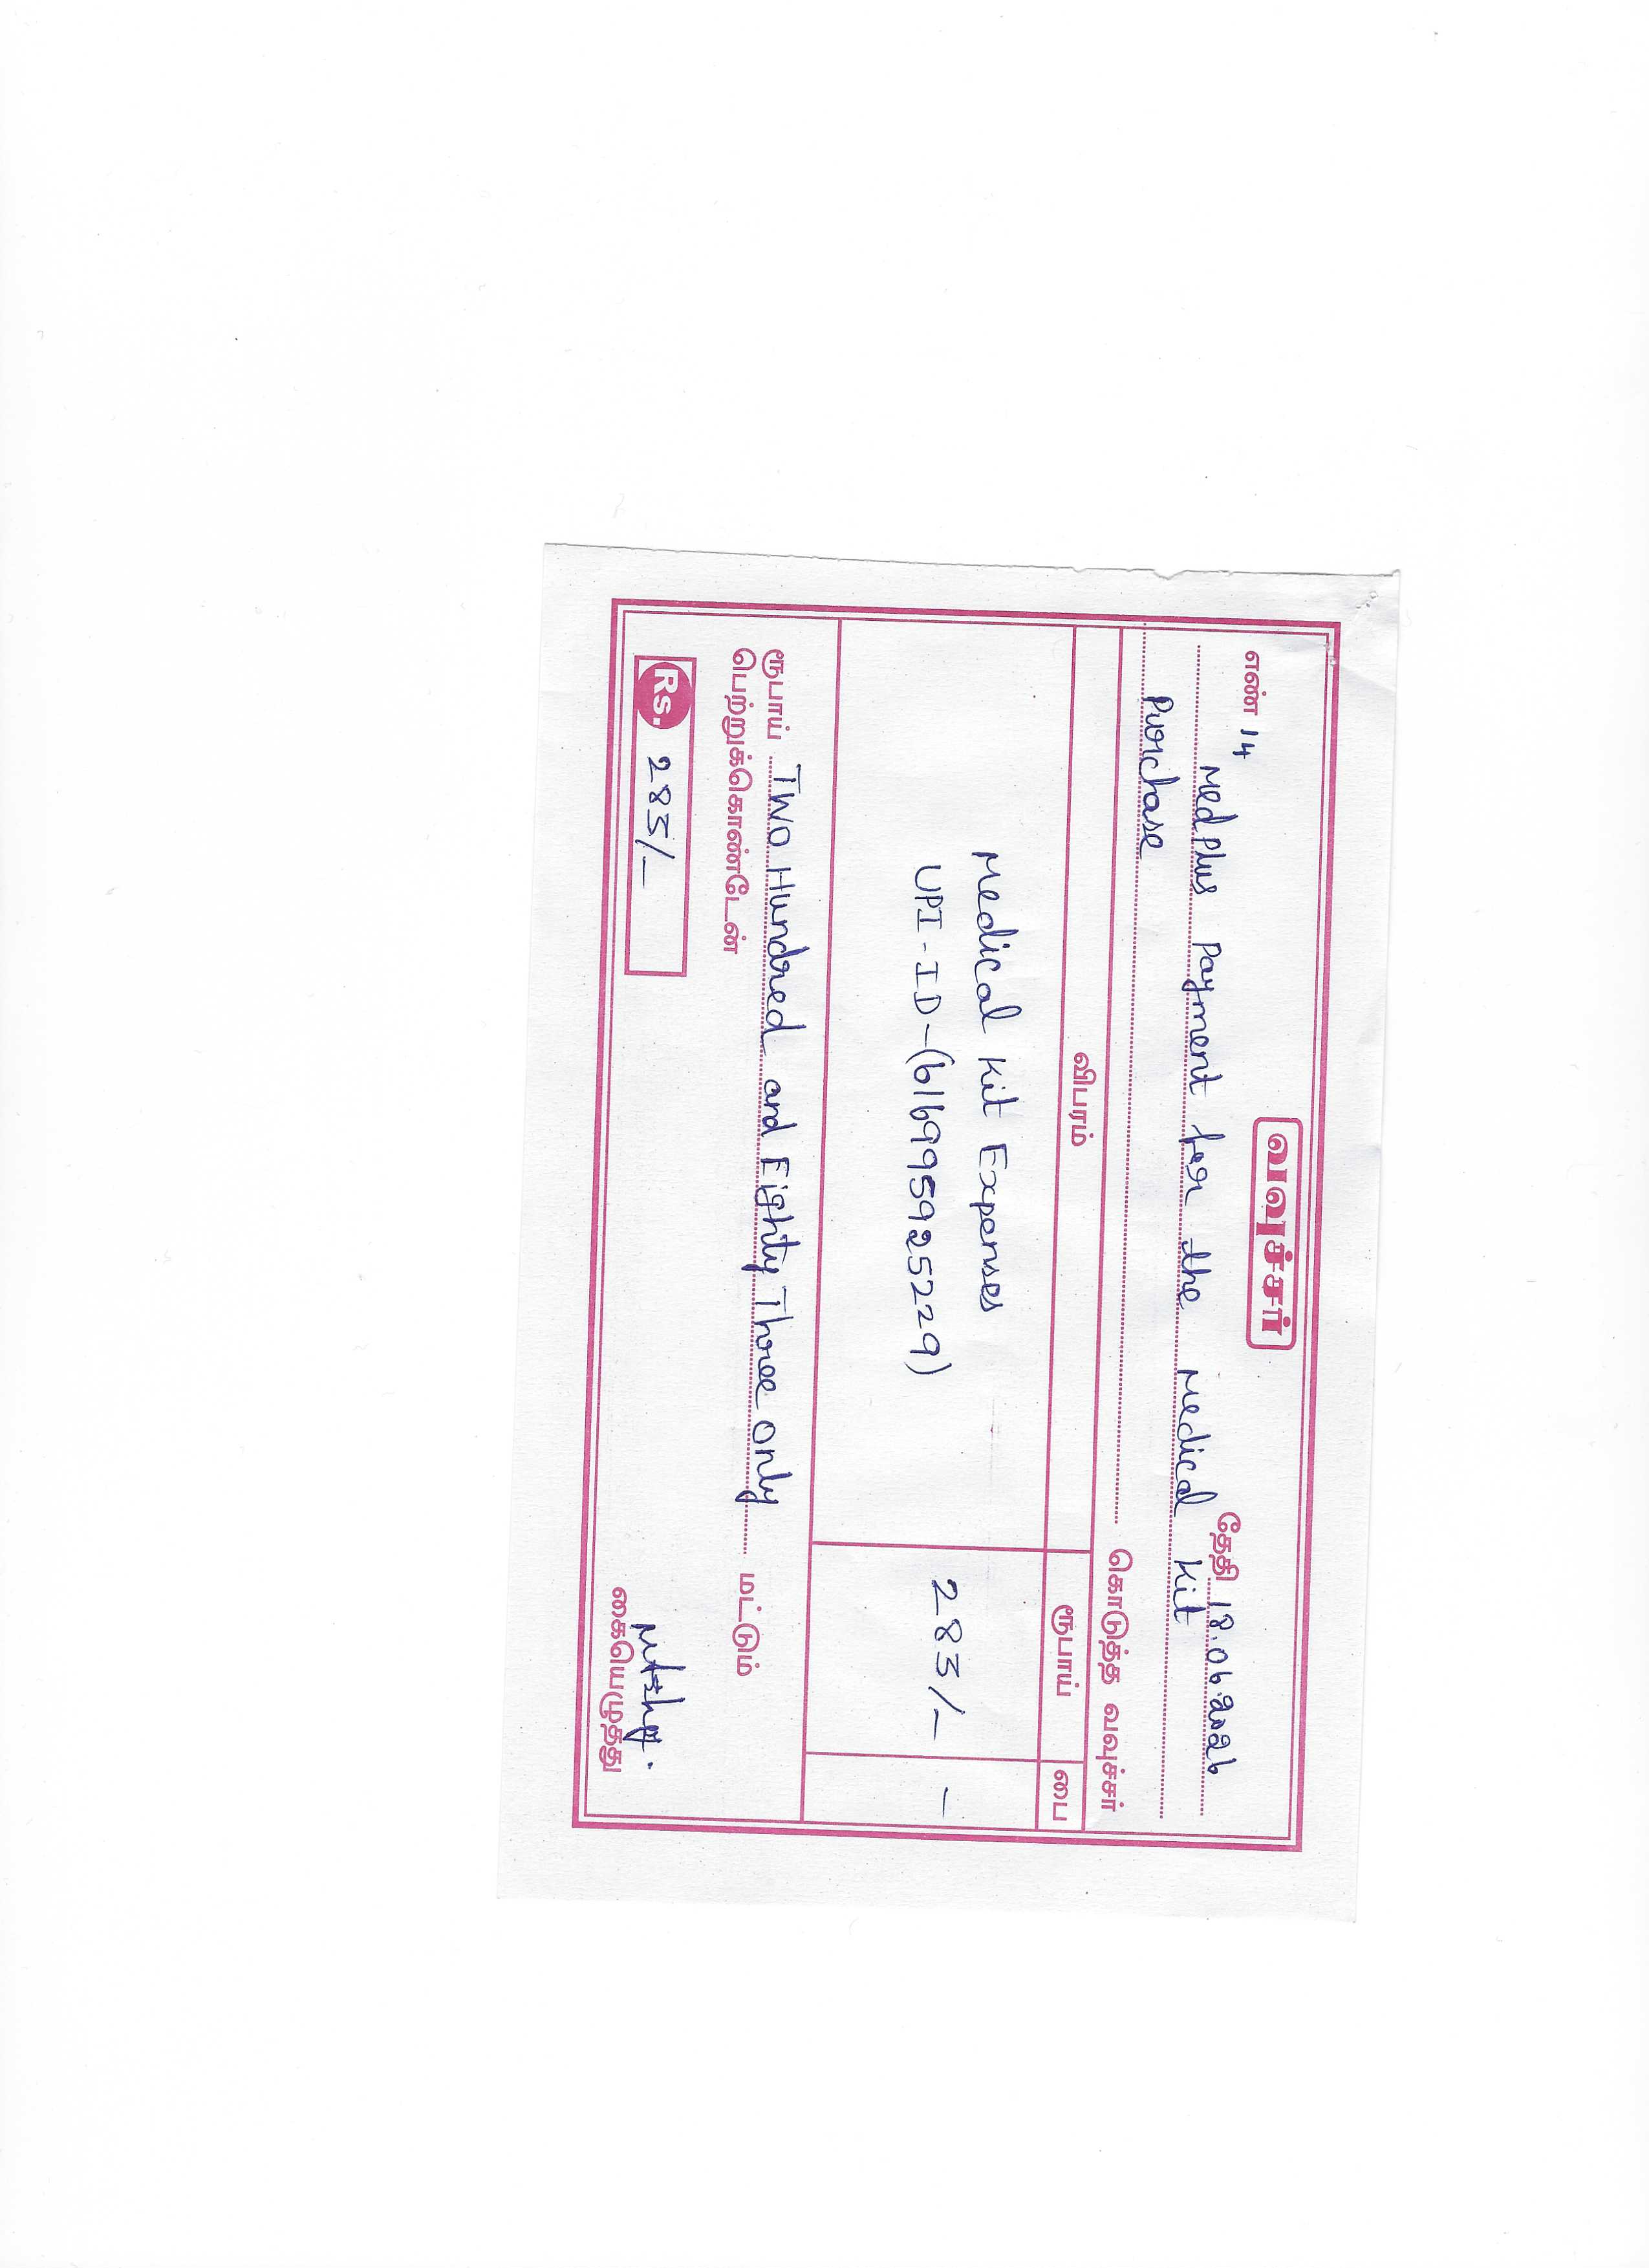 வவுச்சர்
எண் 14 தேதி 18.06.2026
Medplus Payment for the Medical Kit
Purchase கொடுத்த வவுச்சர்
விபரம் ரூபாய் பை
Medical Kit Expenses 283/- -
UPI-ID-(616995925229)
ரூபாய் Two Hundred and Eighty Three only மட்டும்
பெற்றுக்கொண்டேன்
Rs. 283/-
கையெழுத்து